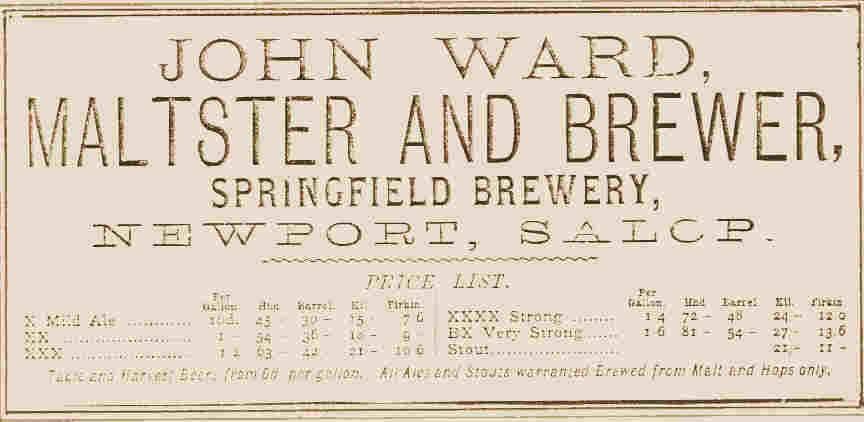 JOHN WARD,
MALTSTER AND BREWER,
SPRINGFIELD BREWERY,
NEWPORT, SALOP.
PRICE LIST.
Per Gallon. Hhd. Barrel. Kil. Firkin.
X Mild Ale ............ 10d. 45 - 30 - 15 - 7 6
XX ...................... 1 - 54 - 36 - 18 - 9 -
XXX ..................... 1 2 63 - 42 21 - 10 6
Per Gallon. Hhd Barrel Kil. Firkin
XXXX Strong ........ 1 4 72 - 48 24 - 12 0
BX Very Strong...... 1 6 81 - 54 - 27 - 13.6
Stout...................... 21,- 11 -
Table and Harvest Beers from 6d per gallon. All Ales and Stouts warranted Brewed from Malt and Hops only.